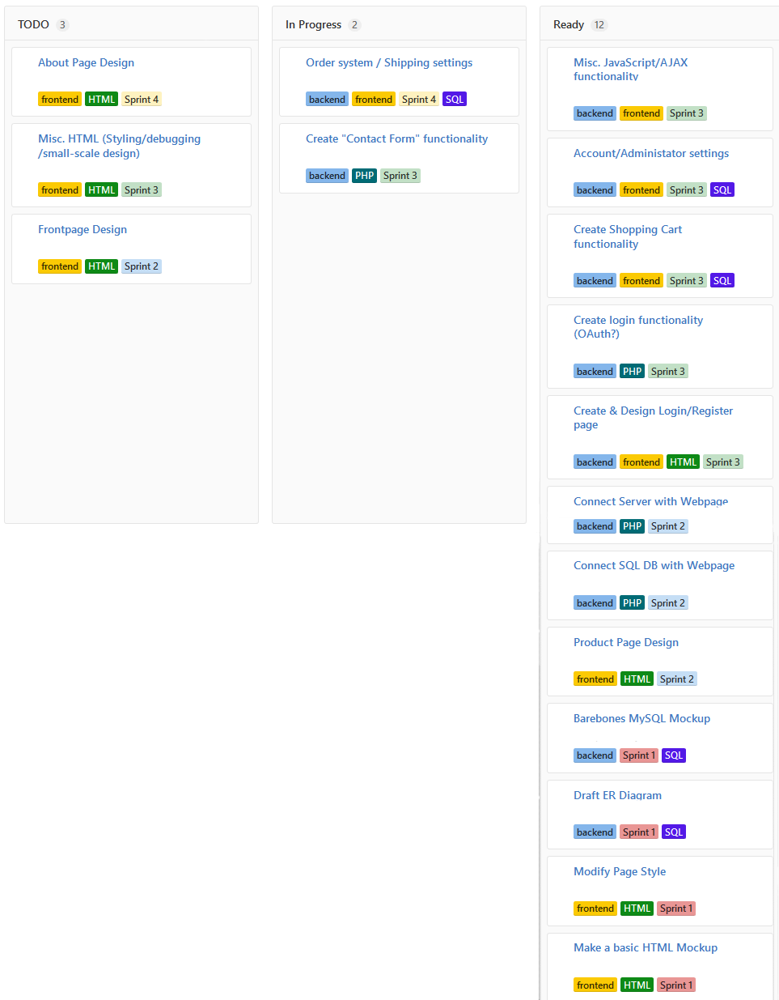 TODO 3
About Page Design
frontend HTML Sprint 4
Misc. HTML (Styling/debugging
/small-scale design)
frontend HTML Sprint 3
Frontpage Design
frontend HTML Sprint 2
In Progress 2
Order system / Shipping settings
backend frontend Sprint 4 SQL
Create "Contact Form" functionality
backend PHP Sprint 3
Ready 12
Misc. JavaScript/AJAX
functionality
backend frontend Sprint 3
Account/Administator settings
backend frontend Sprint 3 SQL
Create Shopping Cart
functionality
backend frontend Sprint 3 SQL
Create login functionality
(OAuth?)
backend PHP Sprint 3
Create & Design Login/Register
page
backend frontend HTML Sprint 3
Connect Server with Webpage
backend PHP Sprint 2
Connect SQL DB with Webpage
backend PHP Sprint 2
Product Page Design
frontend HTML Sprint 2
Barebones MySQL Mockup
backend Sprint 1 SQL
Draft ER Diagram
backend Sprint 1 SQL
Modify Page Style
frontend HTML Sprint 1
Make a basic HTML Mockup
frontend HTML Sprint 1